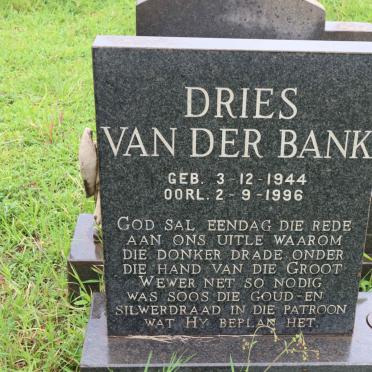 DRIES
VAN DER BANK
GEB. 3-12-1944
OORL. 2-9-1996
GOD SAL EENDAG DIE REDE
AAN ONS UITLE WAAROM
DIE DONKER DRADE ONDER
DIE HAND VAN DIE GROOT
WEWER NET SO NODIG
WAS SOOS DIE GOUD-EN
SILWERDRAAD IN DIE PATROON
WAT HY BEPLAN HET.